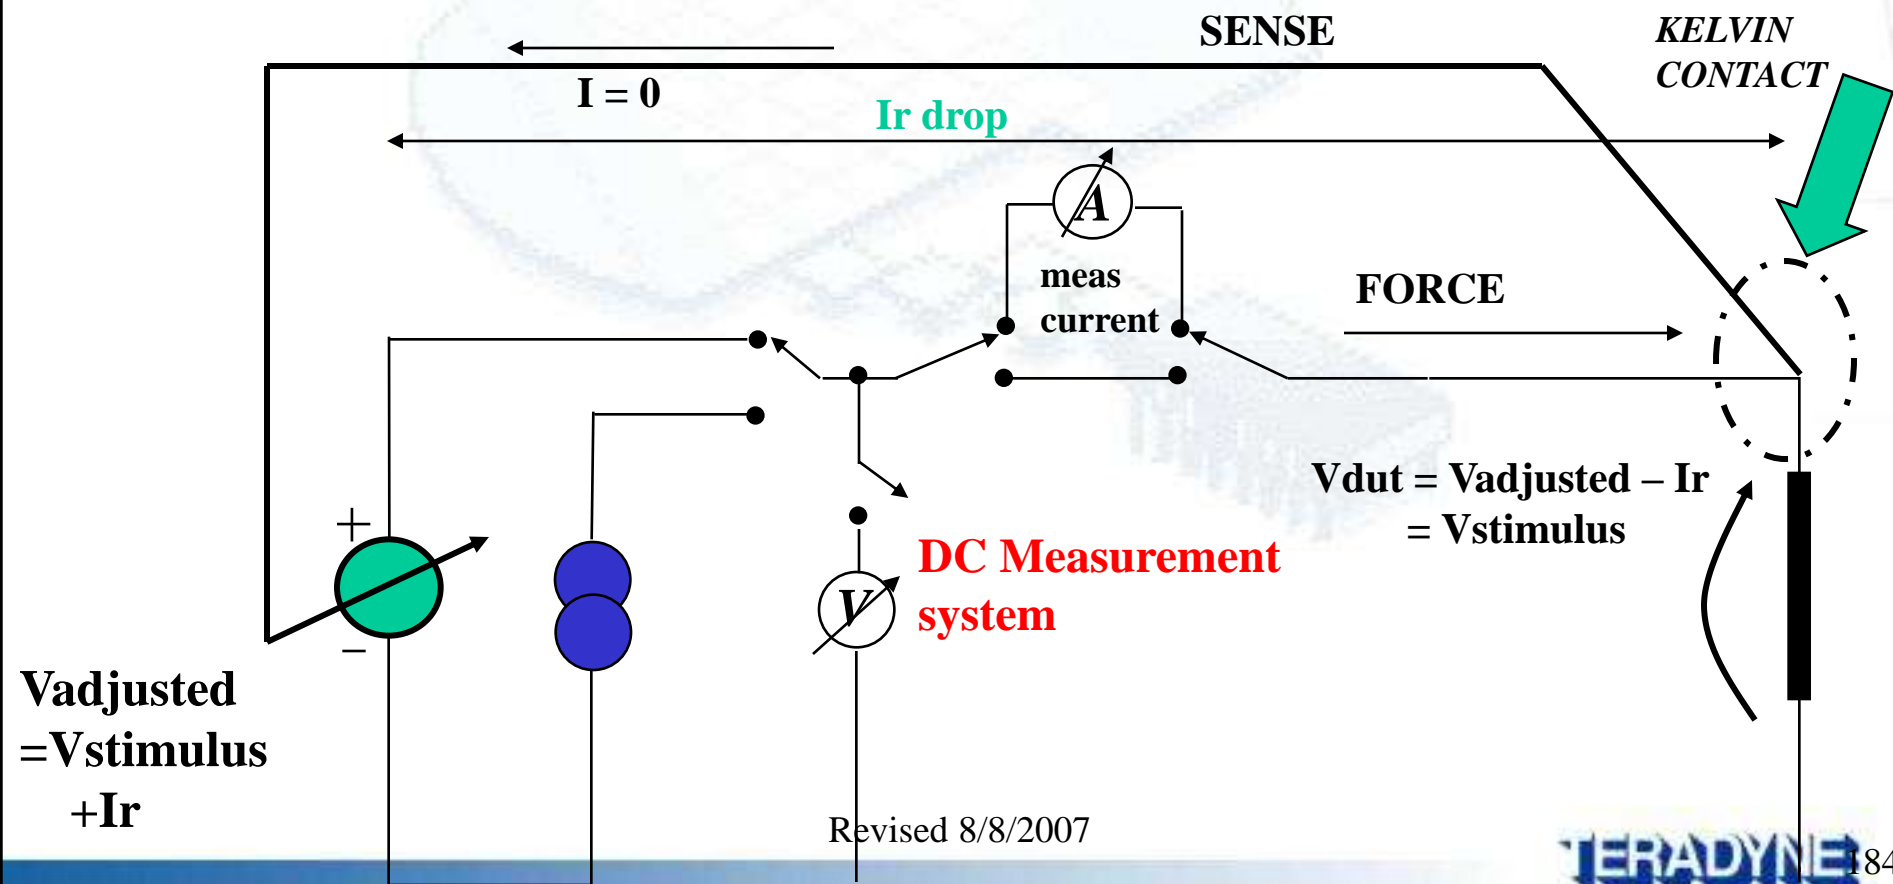 SENSE
KELVIN
CONTACT
I = 0
Ir drop
A
meas
current
FORCE
Vdut = Vadjusted – Ir
= Vstimulus
+
DC Measurement
system
V
–
Vadjusted
=Vstimulus
+Ir
Revised 8/8/2007
TERADYNE
184